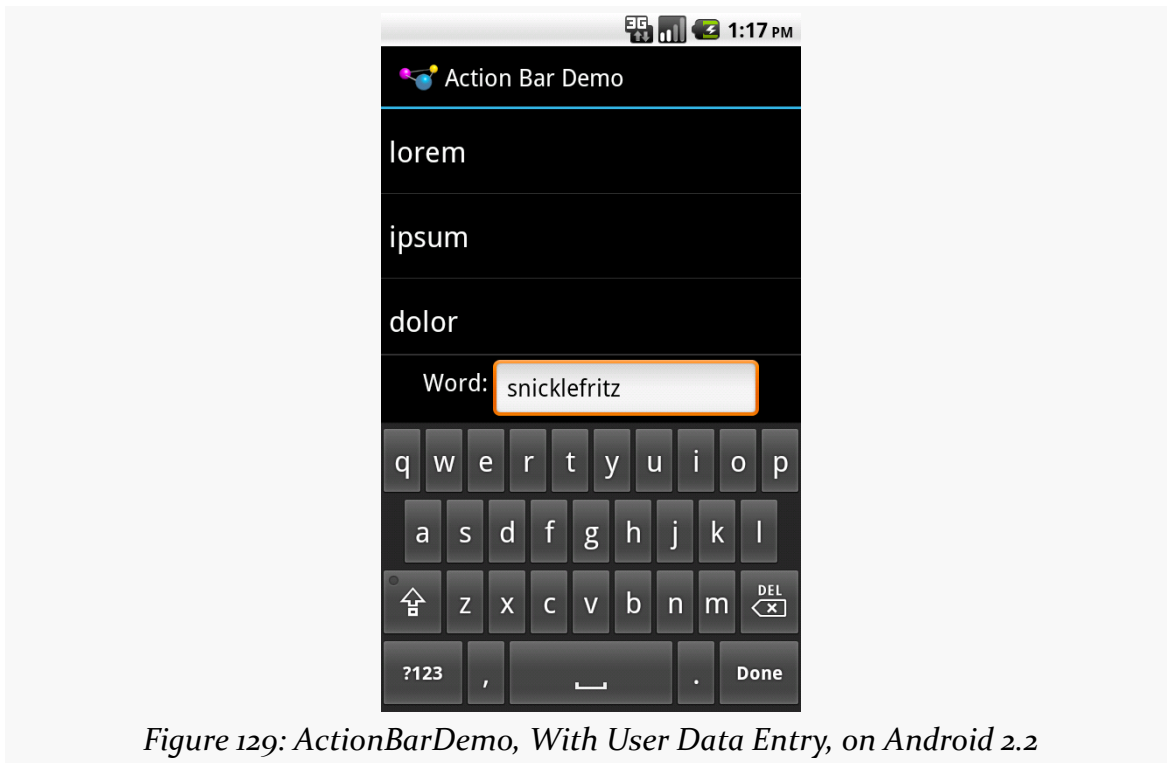 3G 1:17 PM
Action Bar Demo
lorem
ipsum
dolor
Word: snicklefritz
q w e r t y u i o p
a s d f g h j k l
z x c v b n m DEL
?123 , . Done
Figure 129: ActionBarDemo, With User Data Entry, on Android 2.2